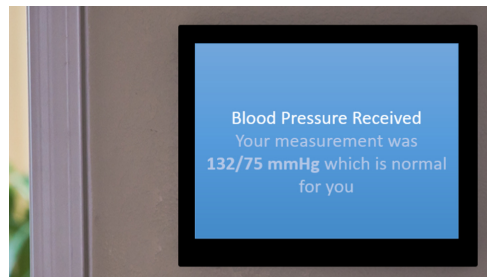 Blood Pressure Received
Your measurement was
132/75 mmHg which is normal
for you